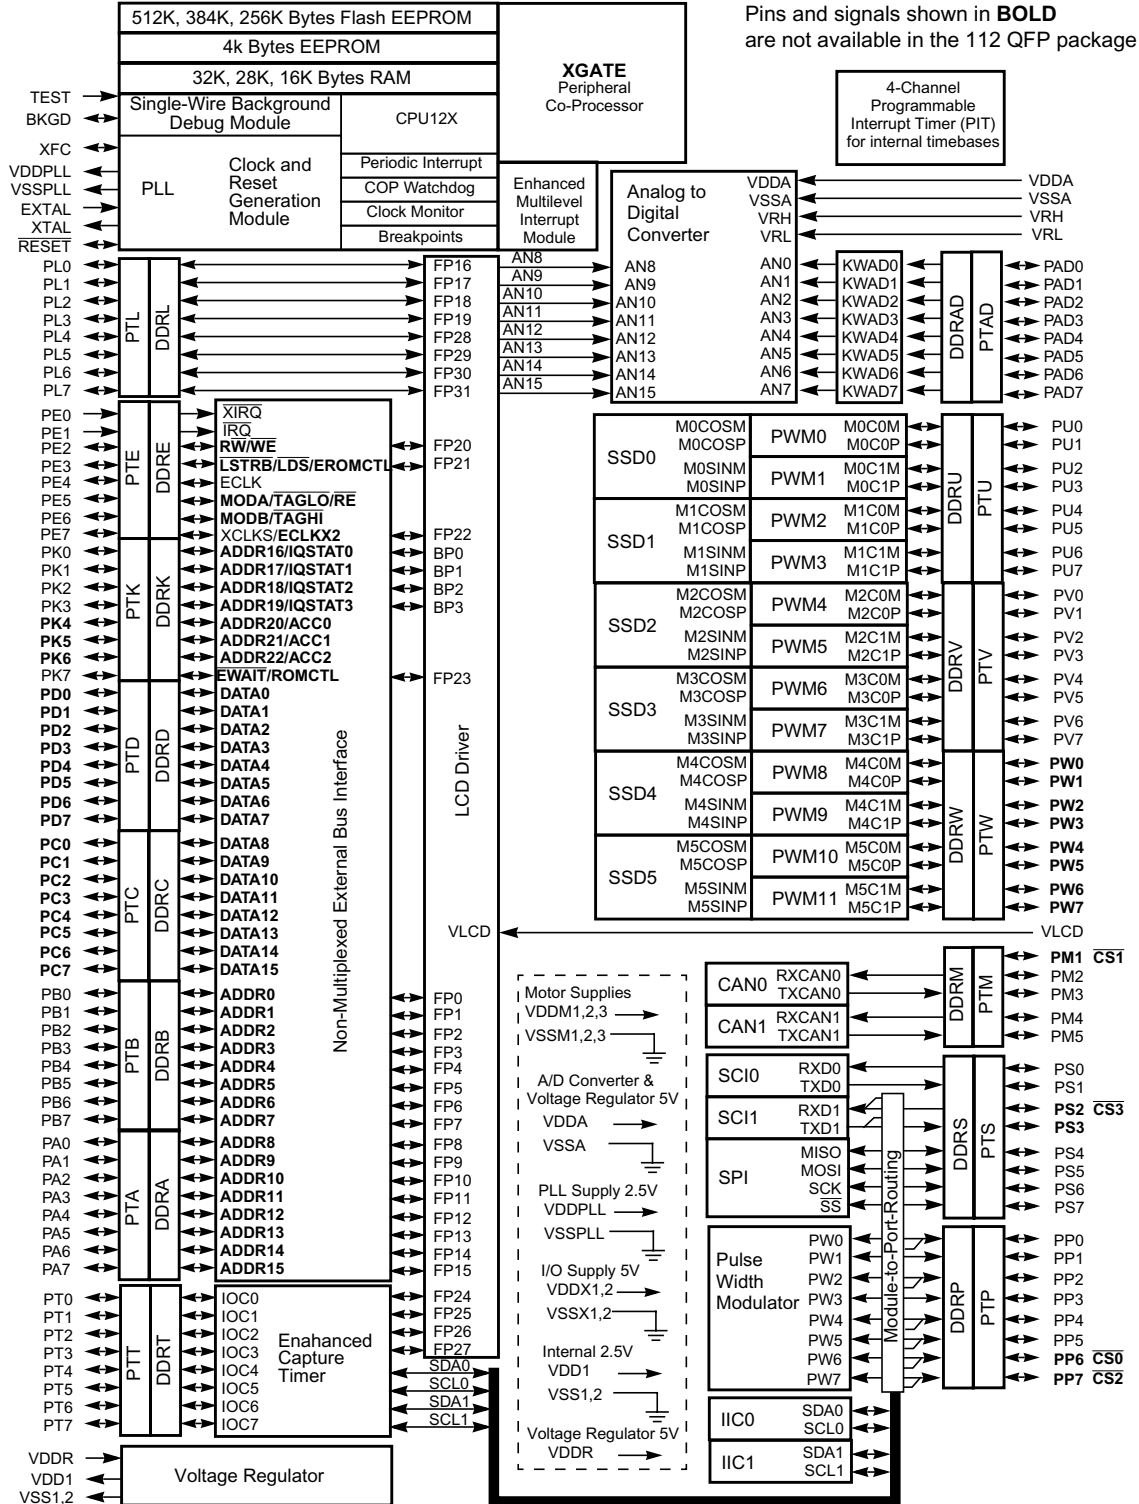 512K, 384K, 256K Bytes Flash EEPROM
4k Bytes EEPROM
32K, 28K, 16K Bytes RAM
Single-Wire Background
Debug Module
CPU12X
PLL
Clock and
Reset
Generation
Module
Periodic Interrupt
COP Watchdog
Clock Monitor
Breakpoints
XGATE
Peripheral
Co-Processor
Enhanced
Multilevel
Interrupt
Module
Pins and signals shown in BOLD
are not available in the 112 QFP package
4-Channel
Programmable
Interrupt Timer (PIT)
for internal timebases
TEST
BKGD
XFC
VDDPLL
VSSPLL
EXTAL
XTAL
RESET
Analog to
Digital
Converter
VDDA
VSSA
VRH
VRL
VDDA
VSSA
VRH
VRL
AN8
AN9
AN10
AN11
AN12
AN13
AN14
AN15
AN8
AN9
AN10
AN11
AN12
AN13
AN14
AN15
AN0
AN1
AN2
AN3
AN4
AN5
AN6
AN7
KWAD0
KWAD1
KWAD2
KWAD3
KWAD4
KWAD5
KWAD6
KWAD7
DDRAD
PTAD
PAD0
PAD1
PAD2
PAD3
PAD4
PAD5
PAD6
PAD7
PL0
PL1
PL2
PL3
PL4
PL5
PL6
PL7
PTL
DDRL
FP16
FP17
FP18
FP19
FP28
FP29
FP30
FP31
PE0
PE1
PE2
PE3
PE4
PE5
PE6
PE7
PTE
DDRE
XIRQ
IRQ
RW/WE
LSTRB/LDS/EROMCTL
ECLK
MODA/TAGLO/RE
MODB/TAGHI
XCLKS/ECLKX2
FP20
FP21
FP22
PK0
PK1
PK2
PK3
PK4
PK5
PK6
PK7
PTK
DDRK
ADDR16/IQSTAT0
ADDR17/IQSTAT1
ADDR18/IQSTAT2
ADDR19/IQSTAT3
ADDR20/ACC0
ADDR21/ACC1
ADDR22/ACC2
EWAIT/ROMCTL
BP0
BP1
BP2
BP3
FP23
PD0
PD1
PD2
PD3
PD4
PD5
PD6
PD7
PTD
DDRD
DATA0
DATA1
DATA2
DATA3
DATA4
DATA5
DATA6
DATA7
PC0
PC1
PC2
PC3
PC4
PC5
PC6
PC7
PTC
DDRC
DATA8
DATA9
DATA10
DATA11
DATA12
DATA13
DATA14
DATA15
Non-Multiplexed External Bus Interface
LCD Driver
PB0
PB1
PB2
PB3
PB4
PB5
PB6
PB7
PTB
DDRB
ADDR0
ADDR1
ADDR2
ADDR3
ADDR4
ADDR5
ADDR6
ADDR7
FP0
FP1
FP2
FP3
FP4
FP5
FP6
FP7
PA0
PA1
PA2
PA3
PA4
PA5
PA6
PA7
PTA
DDRA
ADDR8
ADDR9
ADDR10
ADDR11
ADDR12
ADDR13
ADDR14
ADDR15
FP8
FP9
FP10
FP11
FP12
FP13
FP14
FP15
PT0
PT1
PT2
PT3
PT4
PT5
PT6
PT7
PTT
DDRT
IOC0
IOC1
IOC2
IOC3
IOC4
IOC5
IOC6
IOC7
Enahanced
Capture
Timer
FP24
FP25
FP26
FP27
SDA0
SCL0
SDA1
SCL1
VDDR
VDD1
VSS1,2
Voltage Regulator
SSD0
M0COSM
M0COSP
M0SINM
M0SINP
PWM0
M0C0M
M0C0P
PWM1
M0C1M
M0C1P
SSD1
M1COSM
M1COSP
M1SINM
M1SINP
PWM2
M1C0M
M1C0P
PWM3
M1C1M
M1C1P
DDRU
PTU
PU0
PU1
PU2
PU3
PU4
PU5
PU6
PU7
SSD2
M2COSM
M2COSP
M2SINM
M2SINP
PWM4
M2C0M
M2C0P
PWM5
M2C1M
M2C1P
SSD3
M3COSM
M3COSP
M3SINM
M3SINP
PWM6
M3C0M
M3C0P
PWM7
M3C1M
M3C1P
DDRV
PTV
PV0
PV1
PV2
PV3
PV4
PV5
PV6
PV7
SSD4
M4COSM
M4COSP
M4SINM
M4SINP
PWM8
M4C0M
M4C0P
PWM9
M4C1M
M4C1P
SSD5
M5COSM
M5COSP
M5SINM
M5SINP
PWM10
M5C0M
M5C0P
PWM11
M5C1M
M5C1P
DDRW
PTW
PW0
PW1
PW2
PW3
PW4
PW5
PW6
PW7
VLCD
VLCD
Motor Supplies
VDDM1,2,3
VSSM1,2,3
A/D Converter &
Voltage Regulator 5V
VDDA
VSSA
PLL Supply 2.5V
VDDPLL
VSSPLL
I/O Supply 5V
VDDX1,2
VSSX1,2
Internal 2.5V
VDD1
VSS1,2
Voltage Regulator 5V
VDDR
CAN0
RXCAN0
TXCAN0
CAN1
RXCAN1
TXCAN1
DDRM
PTM
PM1 CS1
PM2
PM3
PM4
PM5
SCI0
RXD0
TXD0
SCI1
RXD1
TXD1
SPI
MISO
MOSI
SCK
SS
DDRS
PTS
PS0
PS1
PS2 CS3
PS3
PS4
PS5
PS6
PS7
Module-to-Port-Routing
Pulse
Width
Modulator
PW0
PW1
PW2
PW3
PW4
PW5
PW6
PW7
DDRP
PTP
PP0
PP1
PP2
PP3
PP4
PP5
PP6 CS0
PP7 CS2
IIC0
SDA0
SCL0
IIC1
SDA1
SCL1